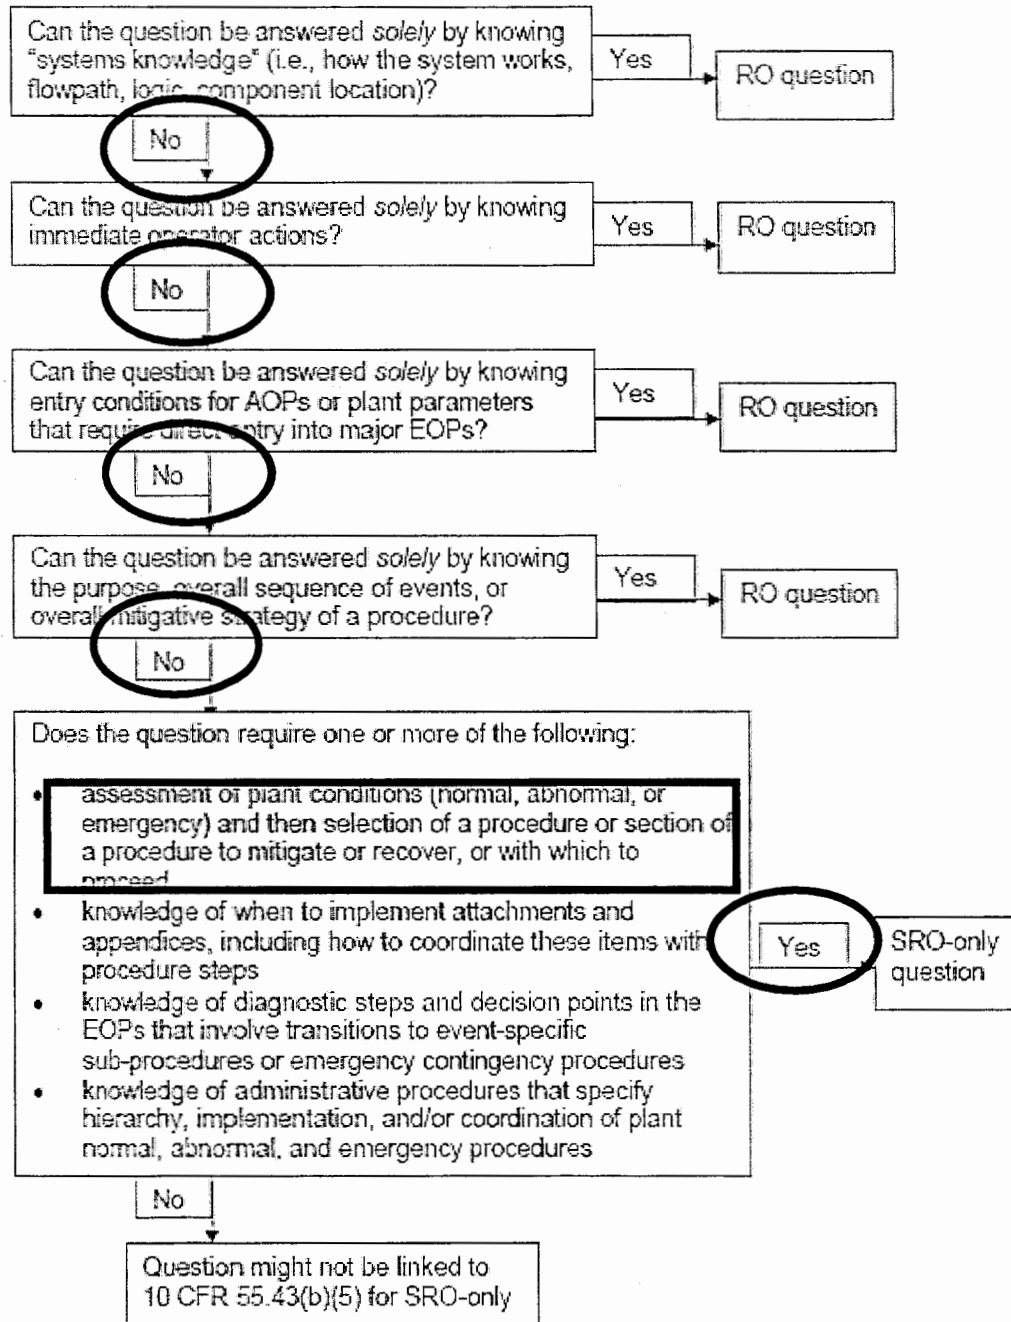 Can the question be answered solely by knowing
"systems knowledge" (i.e., how the system works,
flowpath, logic, component location)?
Yes
RO question
No
Can the question be answered solely by knowing
immediate operator actions?
Yes
RO question
No
Can the question be answered solely by knowing
entry conditions for AOPs or plant parameters
that require direct entry into major EOPs?
Yes
RO question
No
Can the question be answered solely by knowing
the purpose, overall sequence of events, or
overall mitigative strategy of a procedure?
Yes
RO question
No
Does the question require one or more of the following:
• assessment of plant conditions (normal, abnormal, or
emergency) and then selection of a procedure or section of
a procedure to mitigate or recover, or with which to
proceed
• knowledge of when to implement attachments and
appendices, including how to coordinate these items with
procedure steps
• knowledge of diagnostic steps and decision points in the
EOPs that involve transitions to event-specific
sub-procedures or emergency contingency procedures
• knowledge of administrative procedures that specify
hierarchy, implementation, and/or coordination of plant
normal, abnormal, and emergency procedures
Yes
SRO-only
question
No
Question might not be linked to
10 CFR 55.43(b)(5) for SRO-only